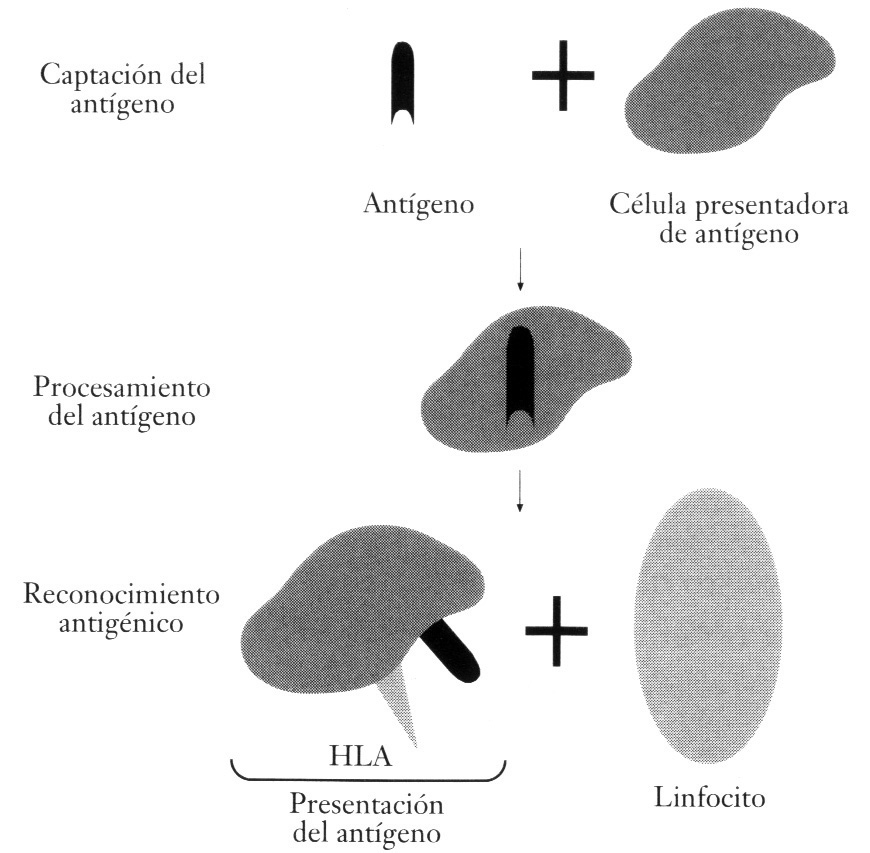 Captación del
antígeno
Antígeno
Célula presentadora
de antígeno
Procesamiento
del antígeno
Reconocimiento
antigénico
HLA
Presentación
del antígeno
Linfocito